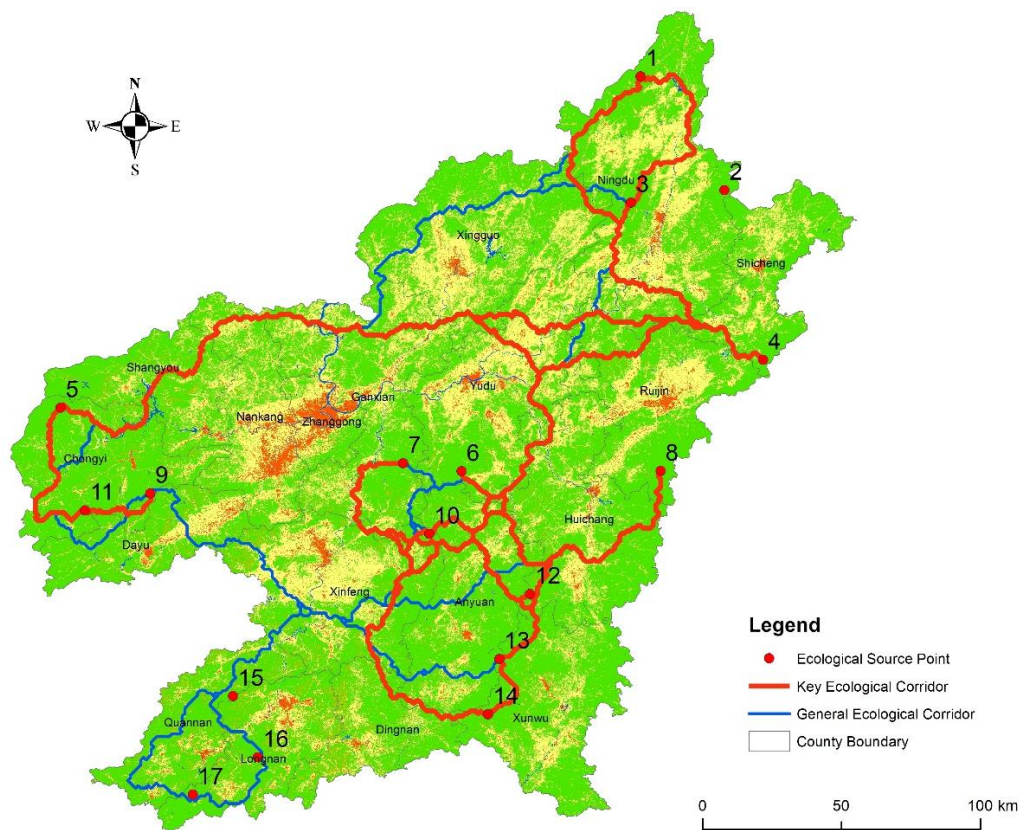 1
N
W E
S
2
Ningdu
3
Xingguo
Shicheng
4
Shangyou
5
Yudu
Ganxian
Ruijin
Nankang
Zhanggong
Chongyi
7
6
8
9
11
Huichang
10
Dayu
12
Xinfeng
Anyuan
13
15
14
Quannan
Dingnan
Xunwu
16
Longnan
17
Legend
Ecological Source Point
Key Ecological Corridor
General Ecological Corridor
County Boundary
0 50 100 km